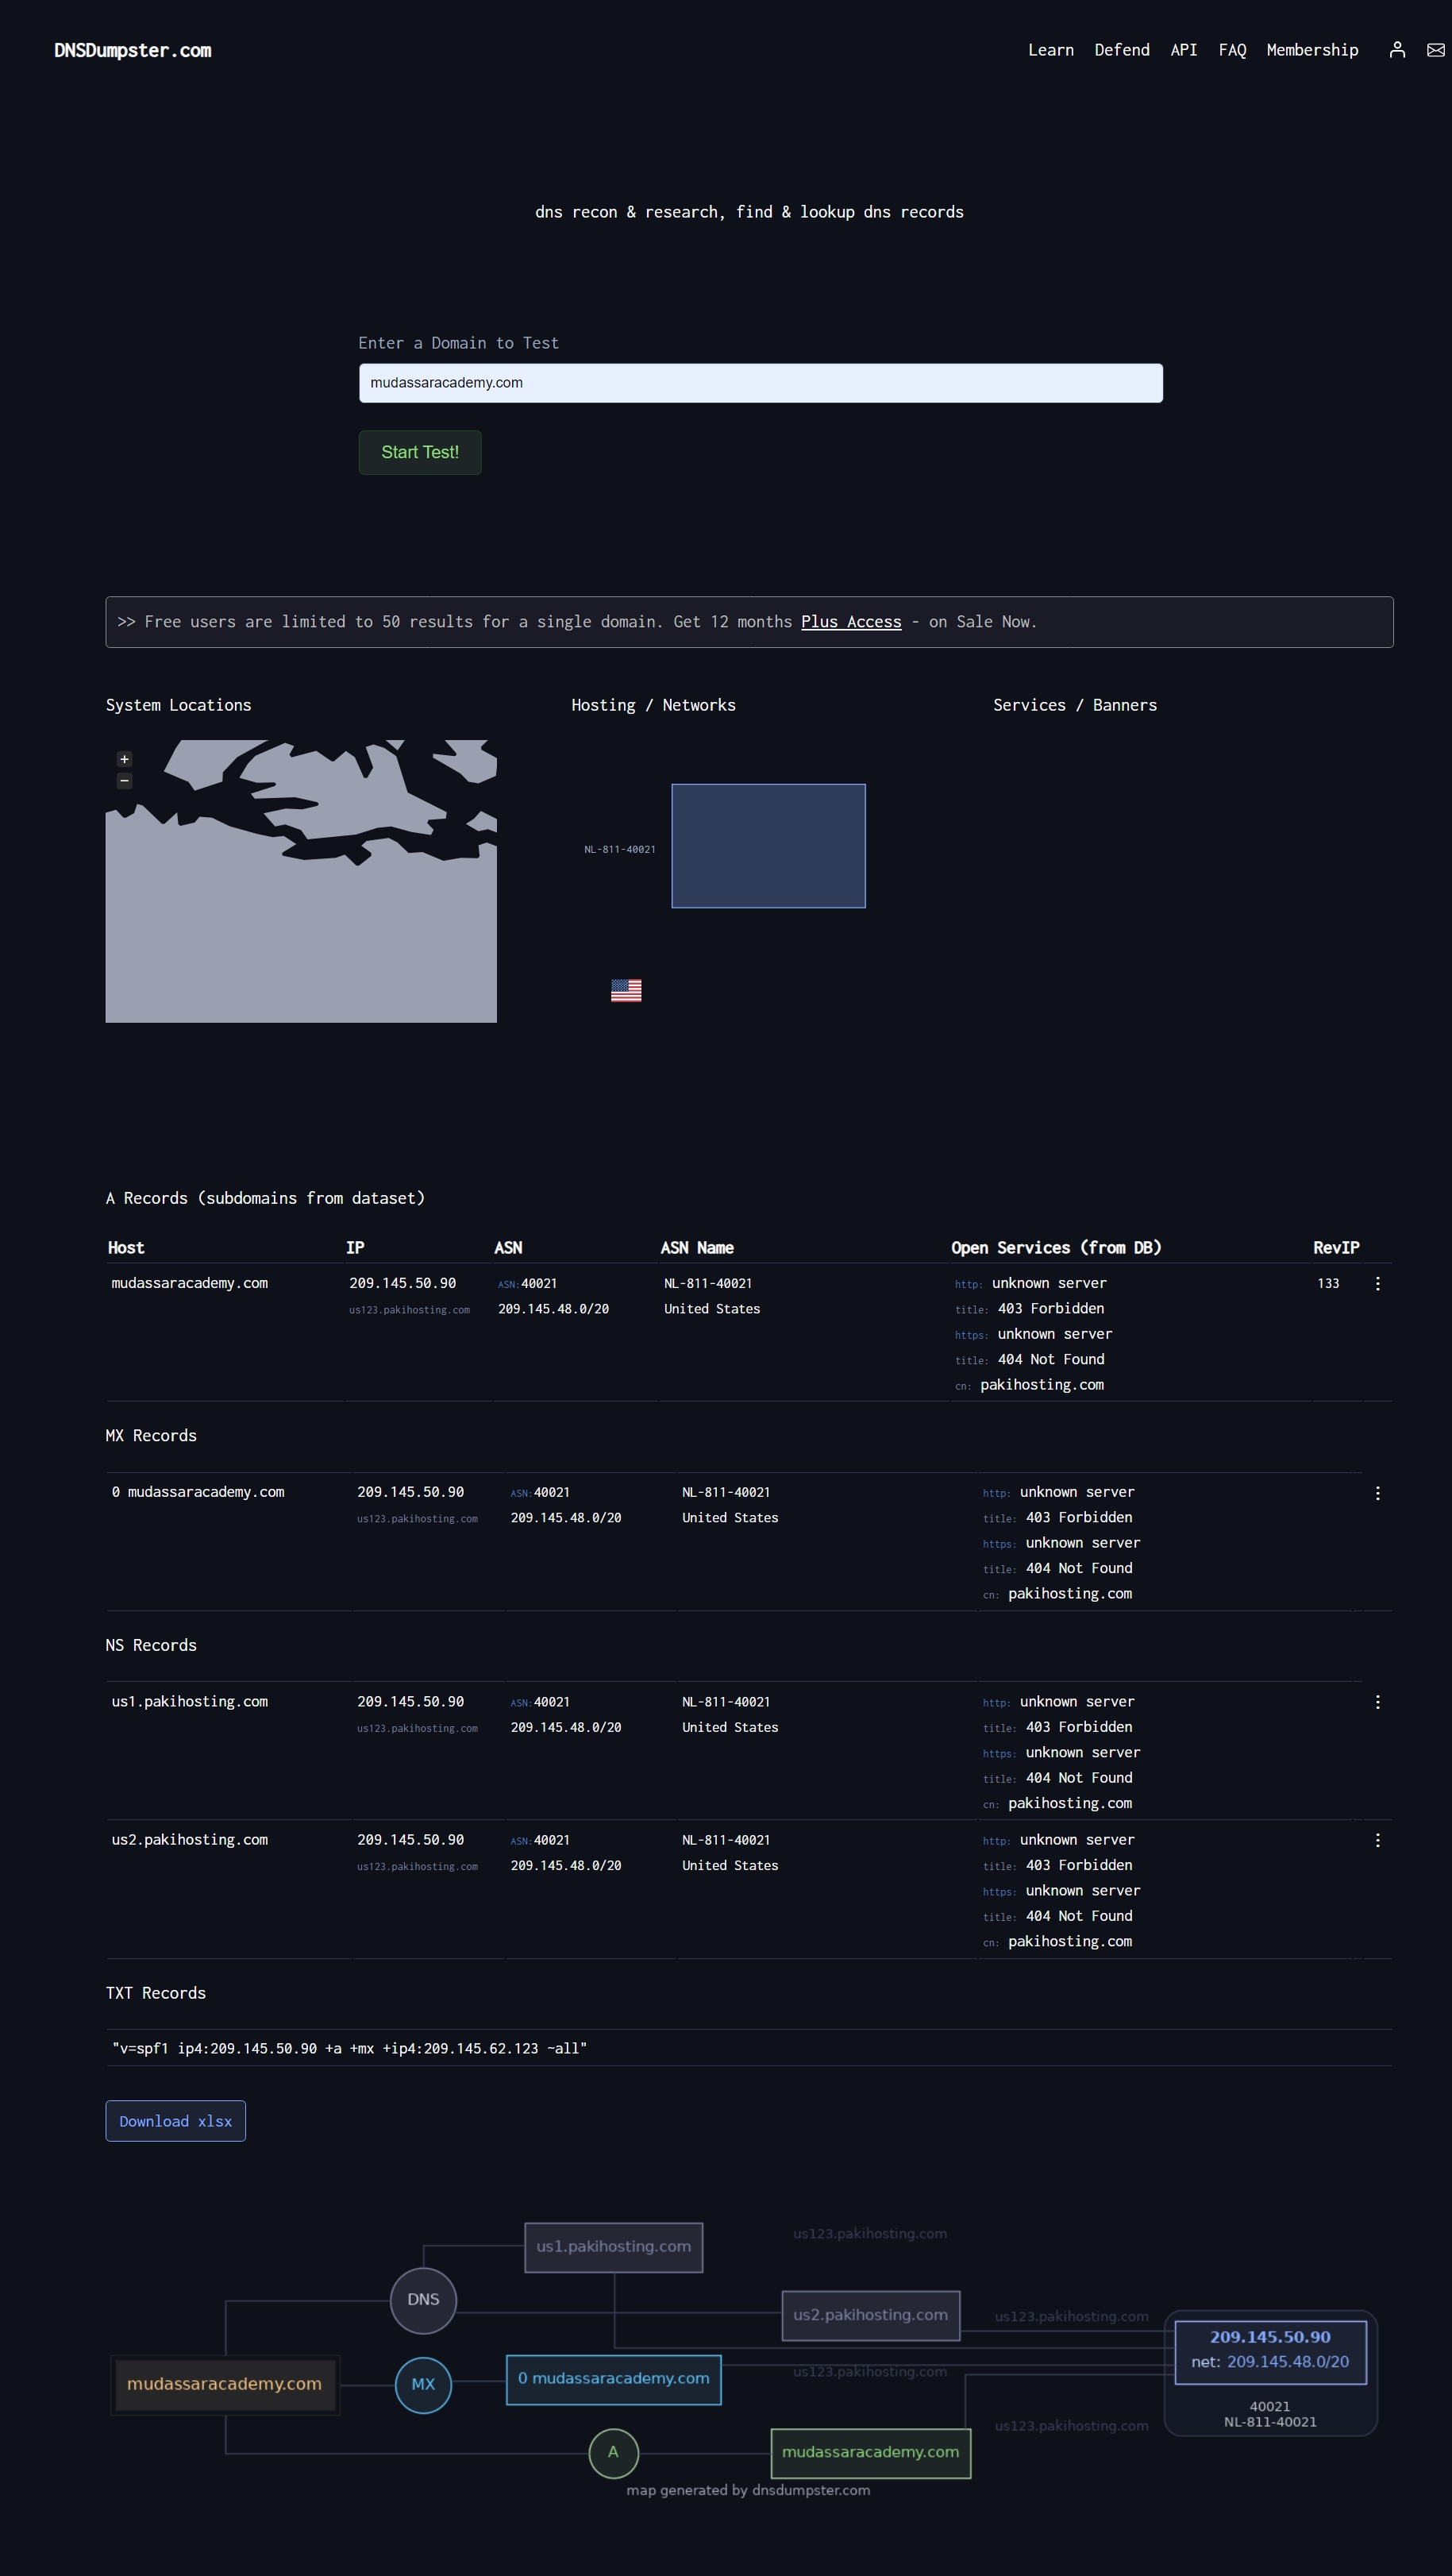 DNSDumpster.com
Learn Defend API FAQ Membership
dns recon & research, find & lookup dns records
Enter a Domain to Test
mudassaracademy.com
Start Test!
>> Free users are limited to 50 results for a single domain. Get 12 months Plus Access - on Sale Now.
System Locations Hosting / Networks Services / Banners
+
−
NL-811-40021
A Records (subdomains from dataset)
Host IP ASN ASN Name Open Services (from DB) RevIP
mudassaracademy.com 209.145.50.90 ASN:40021 NL-811-40021 http: unknown server 133
us123.pakihosting.com 209.145.48.0/20 United States title: 403 Forbidden
https: unknown server
title: 404 Not Found
cn: pakihosting.com
MX Records
0 mudassaracademy.com 209.145.50.90 ASN:40021 NL-811-40021 http: unknown server
us123.pakihosting.com 209.145.48.0/20 United States title: 403 Forbidden
https: unknown server
title: 404 Not Found
cn: pakihosting.com
NS Records
us1.pakihosting.com 209.145.50.90 ASN:40021 NL-811-40021 http: unknown server
us123.pakihosting.com 209.145.48.0/20 United States title: 403 Forbidden
https: unknown server
title: 404 Not Found
cn: pakihosting.com
us2.pakihosting.com 209.145.50.90 ASN:40021 NL-811-40021 http: unknown server
us123.pakihosting.com 209.145.48.0/20 United States title: 403 Forbidden
https: unknown server
title: 404 Not Found
cn: pakihosting.com
TXT Records
"v=spf1 ip4:209.145.50.90 +a +mx +ip4:209.145.62.123 ~all"
Download xlsx
us123.pakihosting.com
us1.pakihosting.com
DNS
us2.pakihosting.com us123.pakihosting.com
209.145.50.90
net: 209.145.48.0/20
us123.pakihosting.com
mudassaracademy.com MX 0 mudassaracademy.com
40021
NL-811-40021
us123.pakihosting.com
A mudassaracademy.com
map generated by dnsdumpster.com